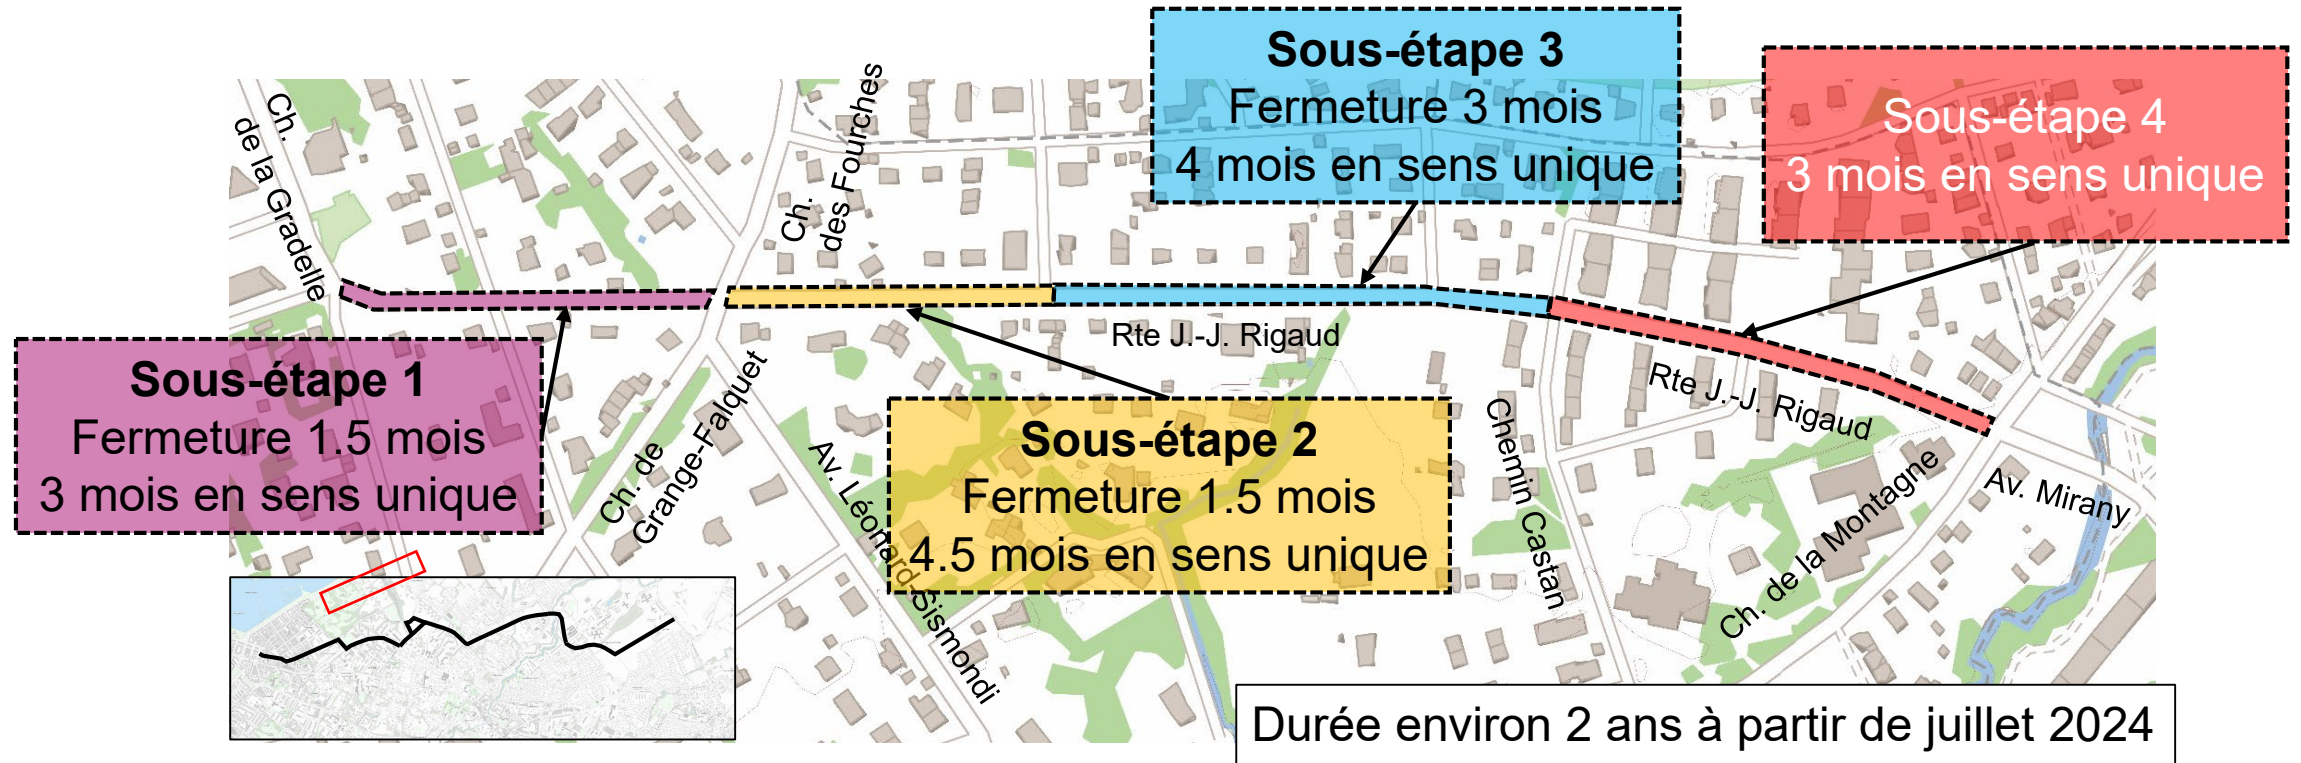 Sous-étape 3
Fermeture 3 mois
4 mois en sens unique
Sous-étape 4
3 mois en sens unique
Ch.
de la Gradelle
Ch.
des Fourches
Rte J.-J. Rigaud
Sous-étape 1
Fermeture 1.5 mois
3 mois en sens unique
Ch. de
Grange-Falquet
Av. Léonard-Sismondi
Sous-étape 2
Fermeture 1.5 mois
4.5 mois en sens unique
Chemin Castan
Rte J.-J. Rigaud
Ch. de la Montagne
Av. Mirany
Durée environ 2 ans à partir de juillet 2024